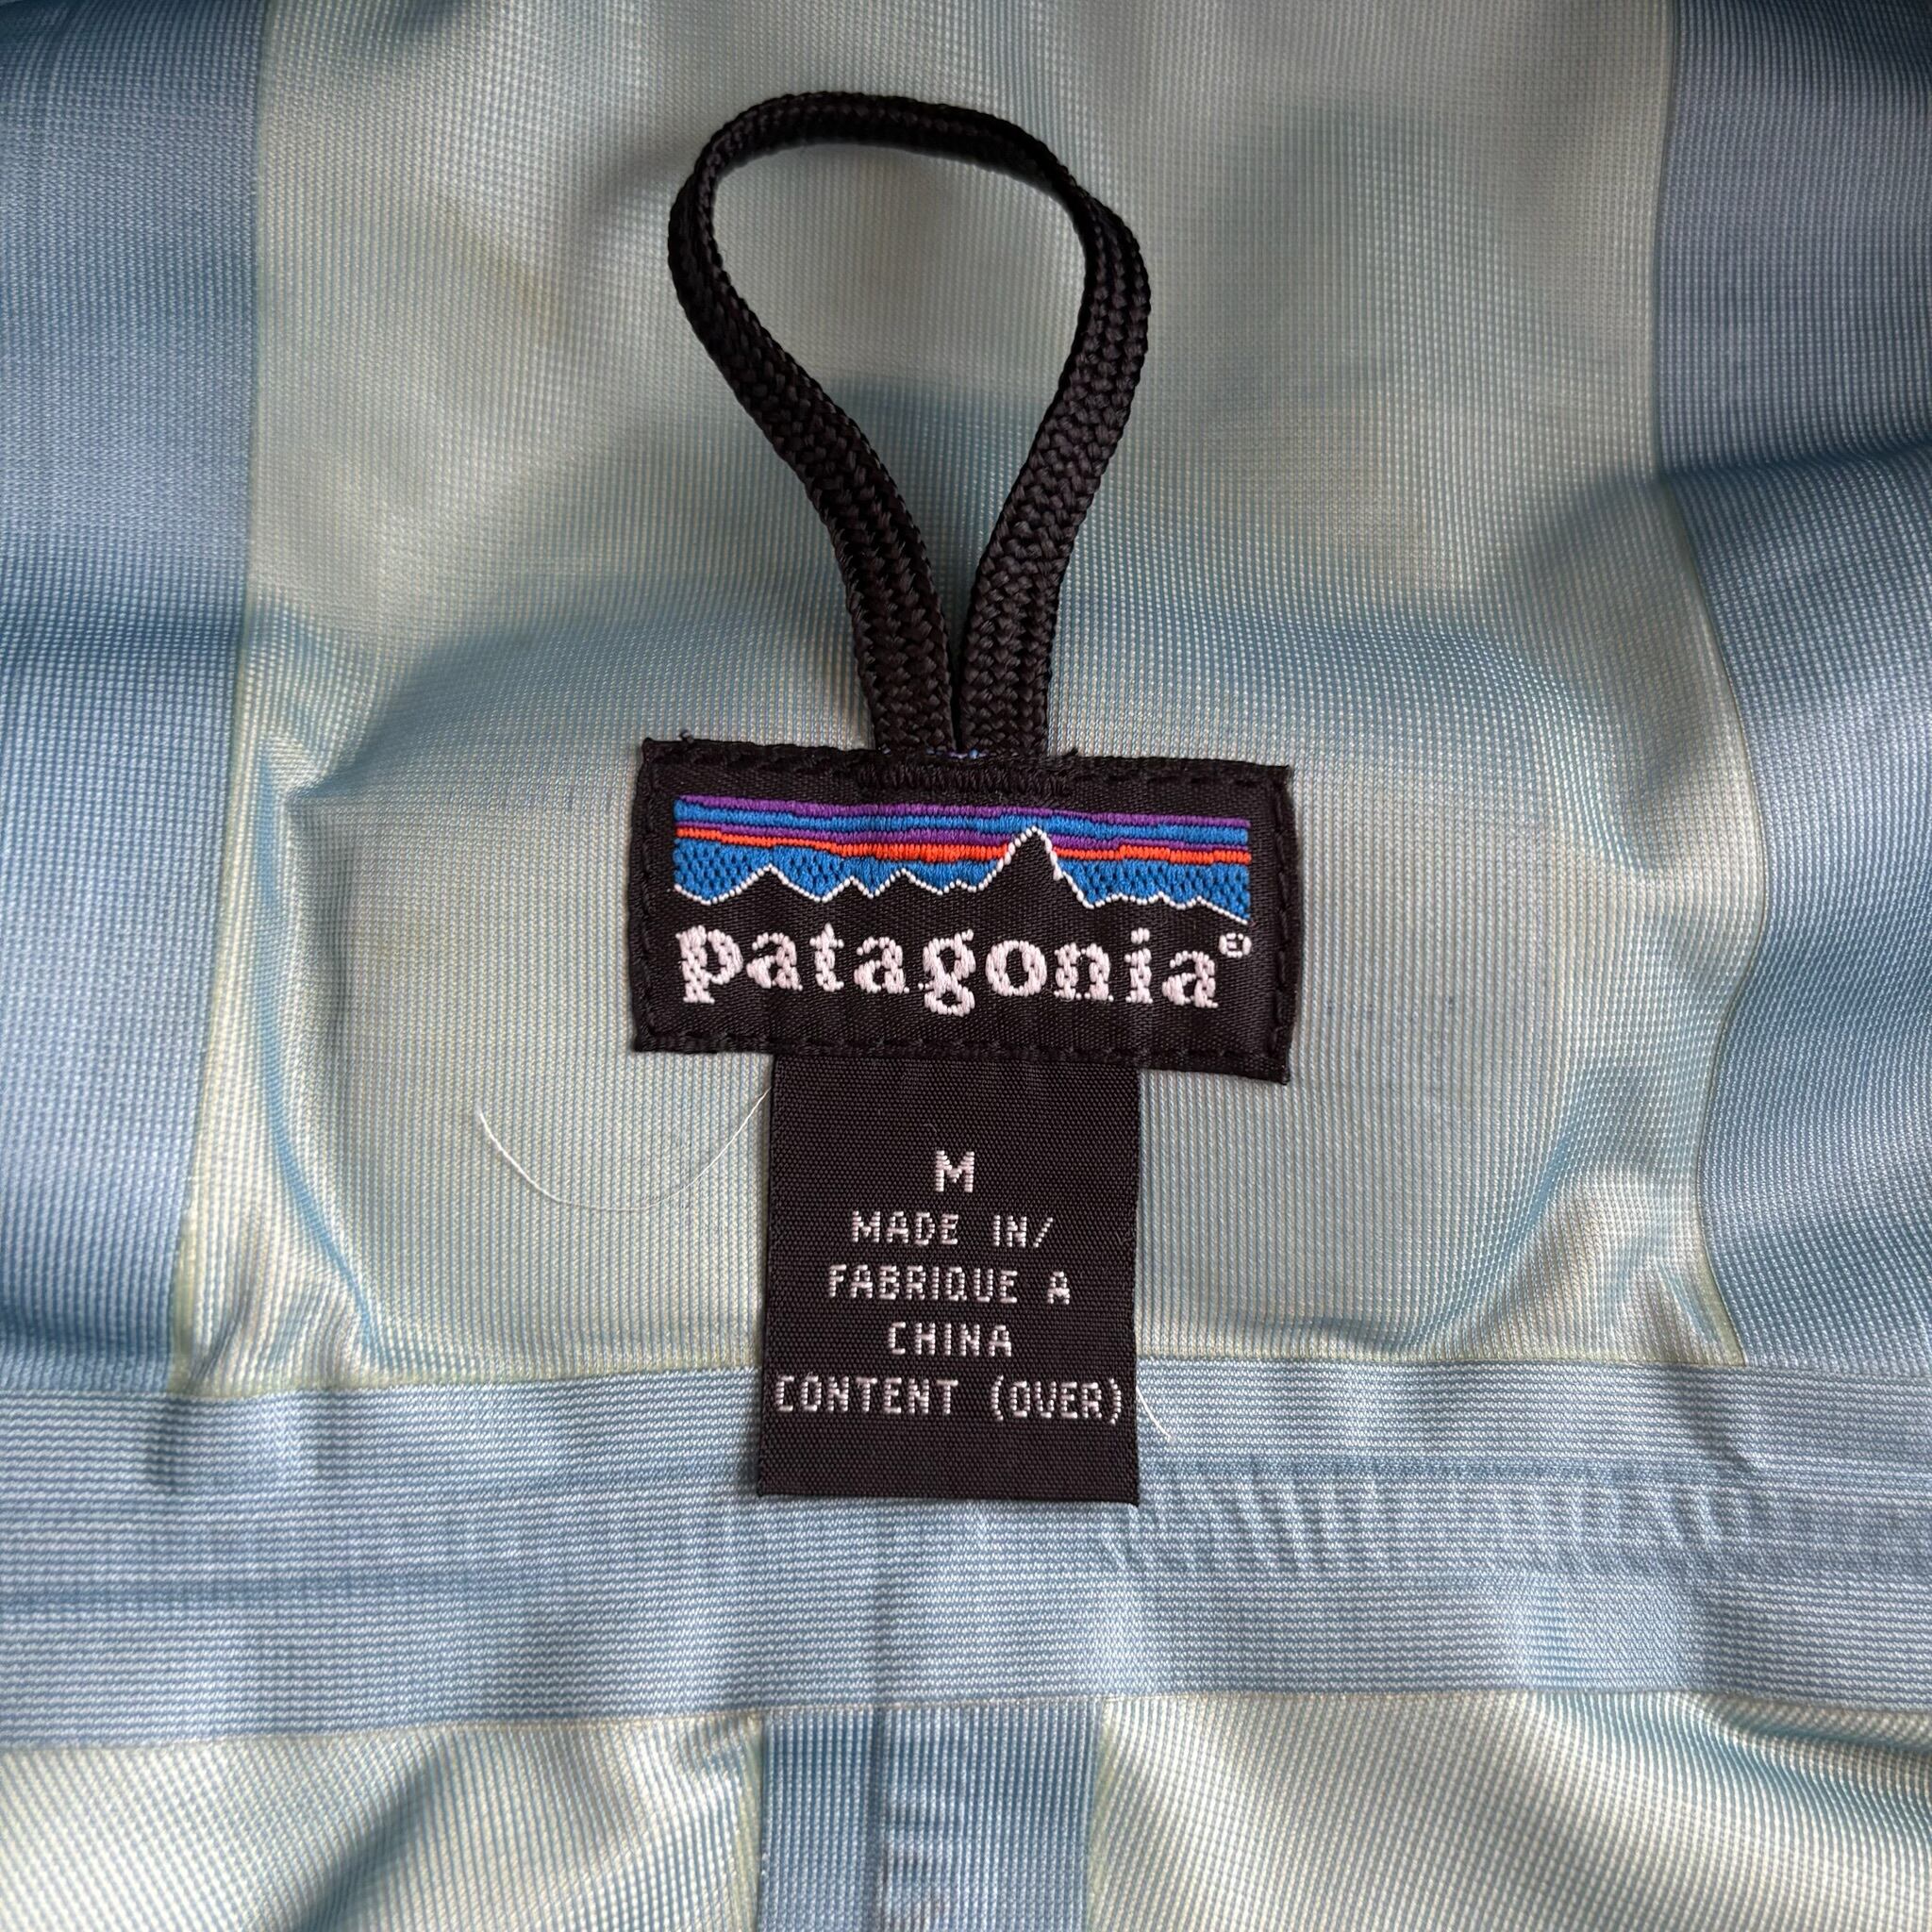 patagonia®
M
MADE IN/
FABRIQUE A
CHINA
CONTENT (OVER)